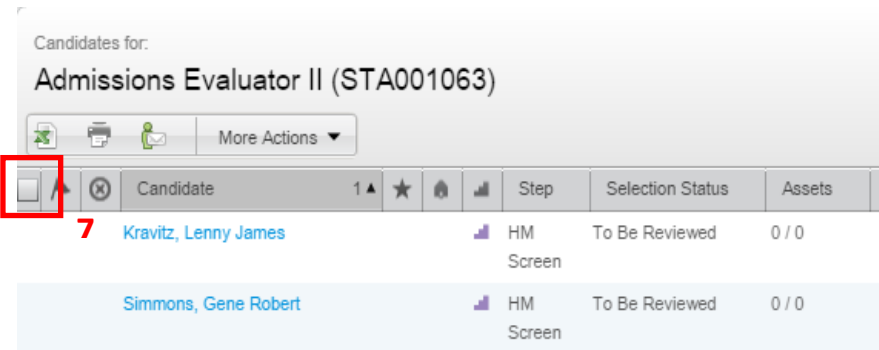 Candidates for:
Admissions Evaluator II (STA001063)
More Actions
Candidate 1 Step Selection Status Assets
7
Kravitz, Lenny James HM To Be Reviewed 0 / 0
Screen
Simmons, Gene Robert HM To Be Reviewed 0 / 0
Screen